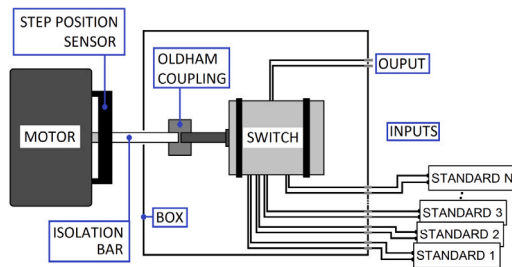 STEP POSITION
SENSOR
OLDHAM
COUPLING
OUPUT
MOTOR
SWITCH
INPUTS
STANDARD N
STANDARD 3
STANDARD 2
STANDARD 1
BOX
ISOLATION
BAR